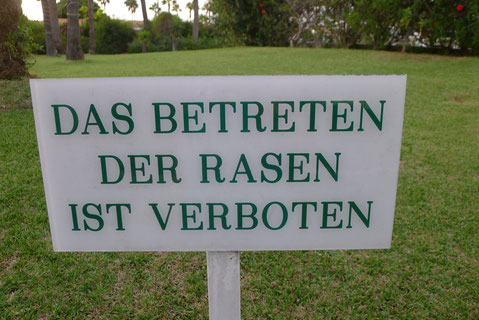 DAS BETRETEN
DER RASEN
IST VERBOTEN